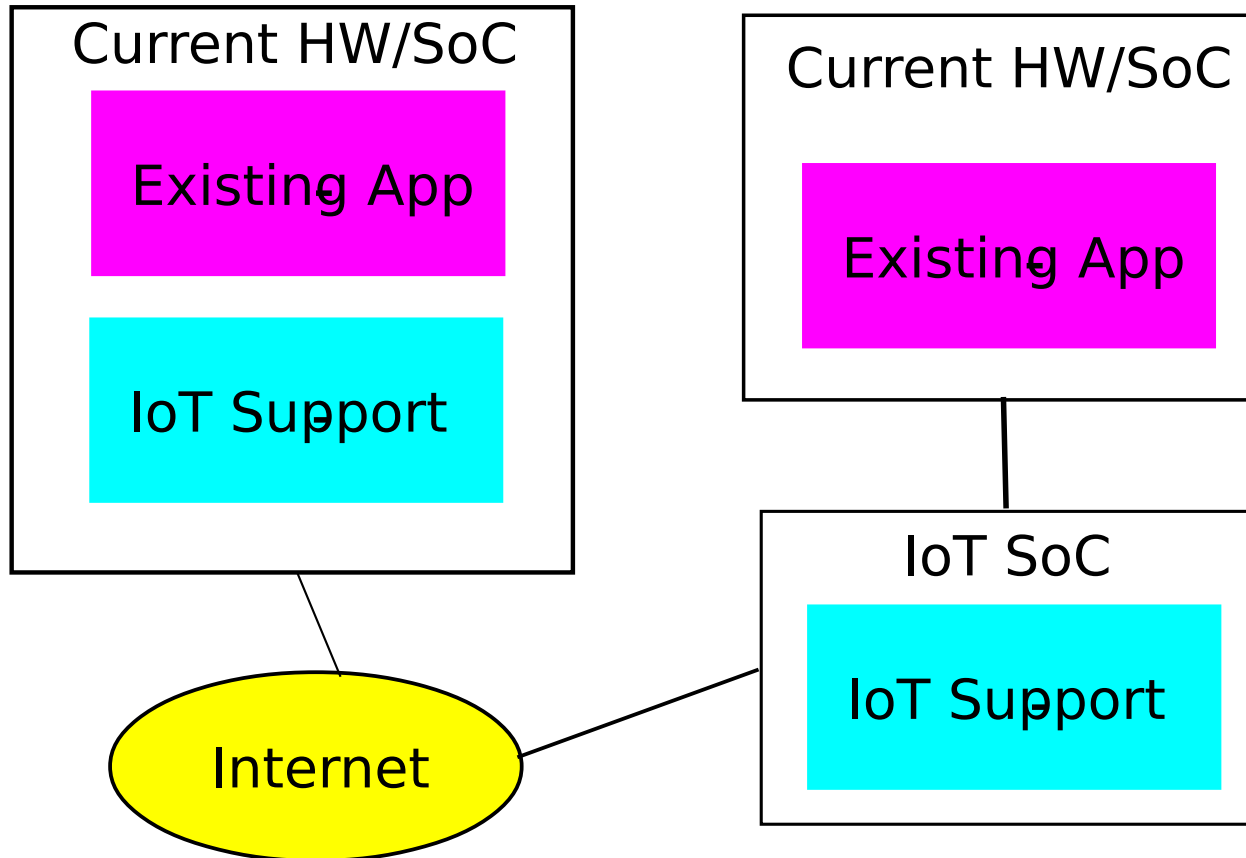 Current HW/SoC
Existing App
IoT Support
Current HW/SoC
Existing App
IoT SoC
IoT Support
Internet